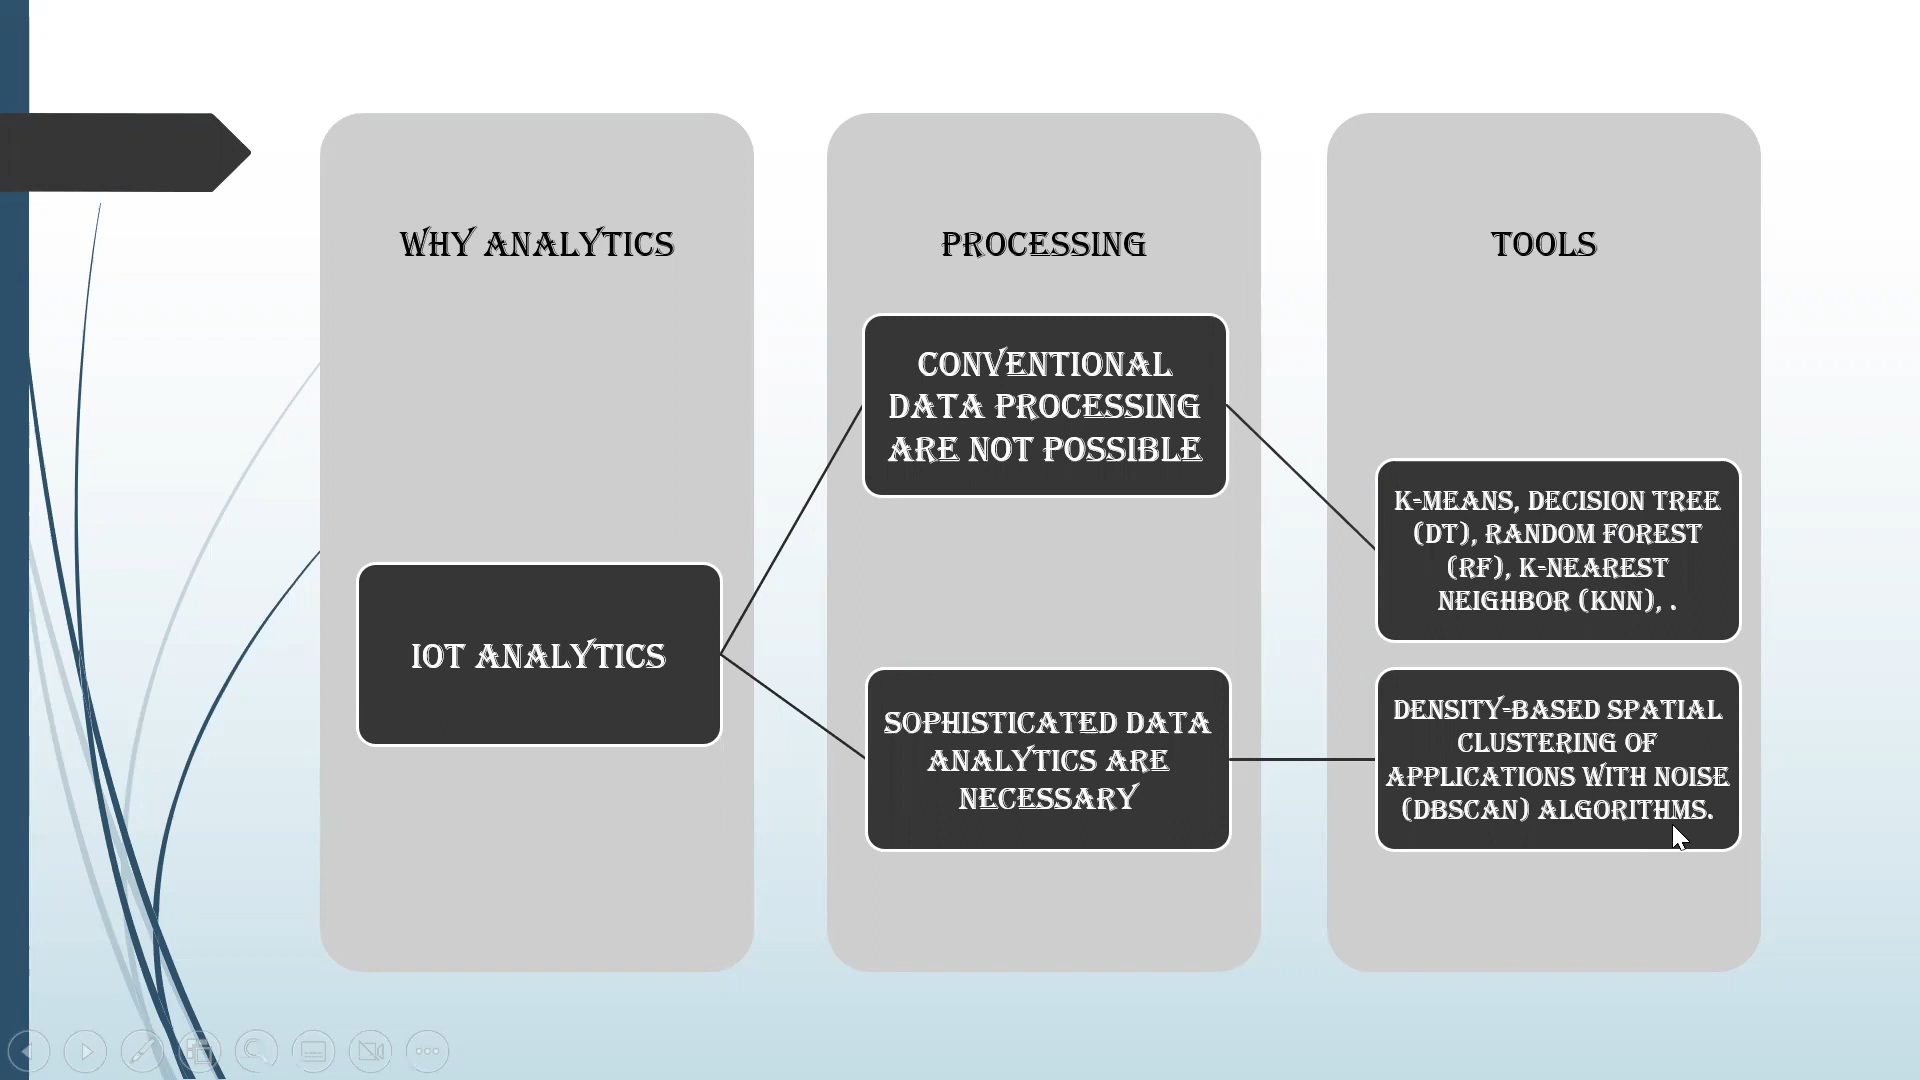 WHY ANALYTICS
IOT ANALYTICS
PROCESSING
CONVENTIONAL
DATA PROCESSING
ARE NOT POSSIBLE
SOPHISTICATED DATA
ANALYTICS ARE
NECESSARY
TOOLS
K-MEANS, DECISION TREE
(DT), RANDOM FOREST
(RF), K-NEAREST
NEIGHBOR (KNN), .
DENSITY-BASED SPATIAL
CLUSTERING OF
APPLICATIONS WITH NOISE
(DBSCAN) ALGORITHMS.